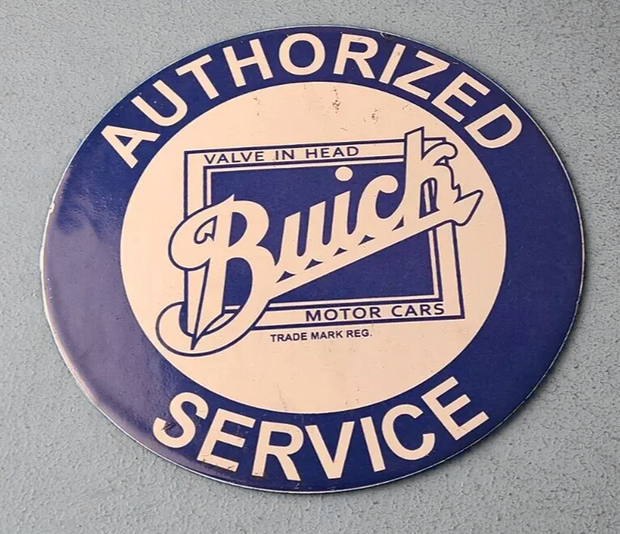 AUTHORIZED
VALVE IN HEAD
Buick
MOTOR CARS
TRADE MARK REG.
SERVICE